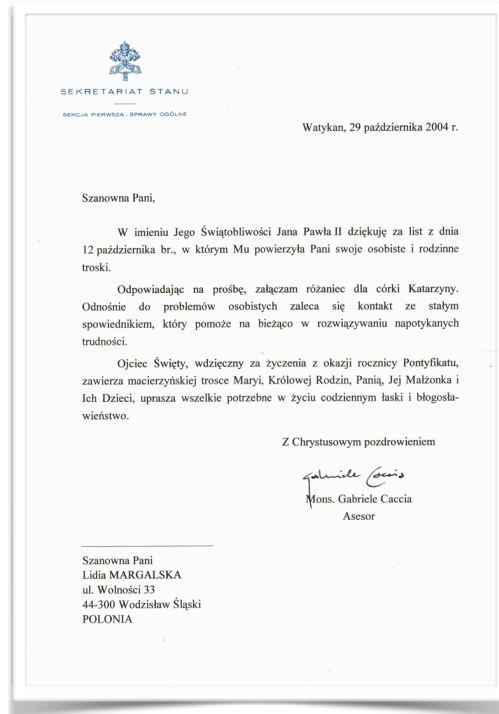 SEKRETARIAT STANU
SEKCJA PIERWSZA - SPRAWY OGÓLNE
Watykan, 29 października 2004 r.
Szanowna Pani,
W imieniu Jego Świątobliwości Jana Pawła II dziękuję za list z dnia
12 października br., w którym Mu powierzyła Pani swoje osobiste i rodzinne
troski.
Odpowiadając na prośbę, załączam różaniec dla córki Katarzyny.
Odnośnie do problemów osobistych zaleca się kontakt ze stałym
spowiednikiem, który pomoże na bieżąco w rozwiązywaniu napotykanych
trudności.
Ojciec Święty, wdzięczny za życzenia z okazji rocznicy Pontyfikatu,
zawierza macierzyńskiej trosce Maryi, Królowej Rodzin, Panią, Jej Małżonka i
Ich Dzieci, uprasza wszelkie potrzebne w życiu codziennym łaski i błogosła-
wieństwo.
Z Chrystusowym pozdrowieniem
Gabriele Caccia
Mons. Gabriele Caccia
Asesor
Szanowna Pani
Lidia MARGALSKA
ul. Wolności 33
44-300 Wodzisław Śląski
POLONIA